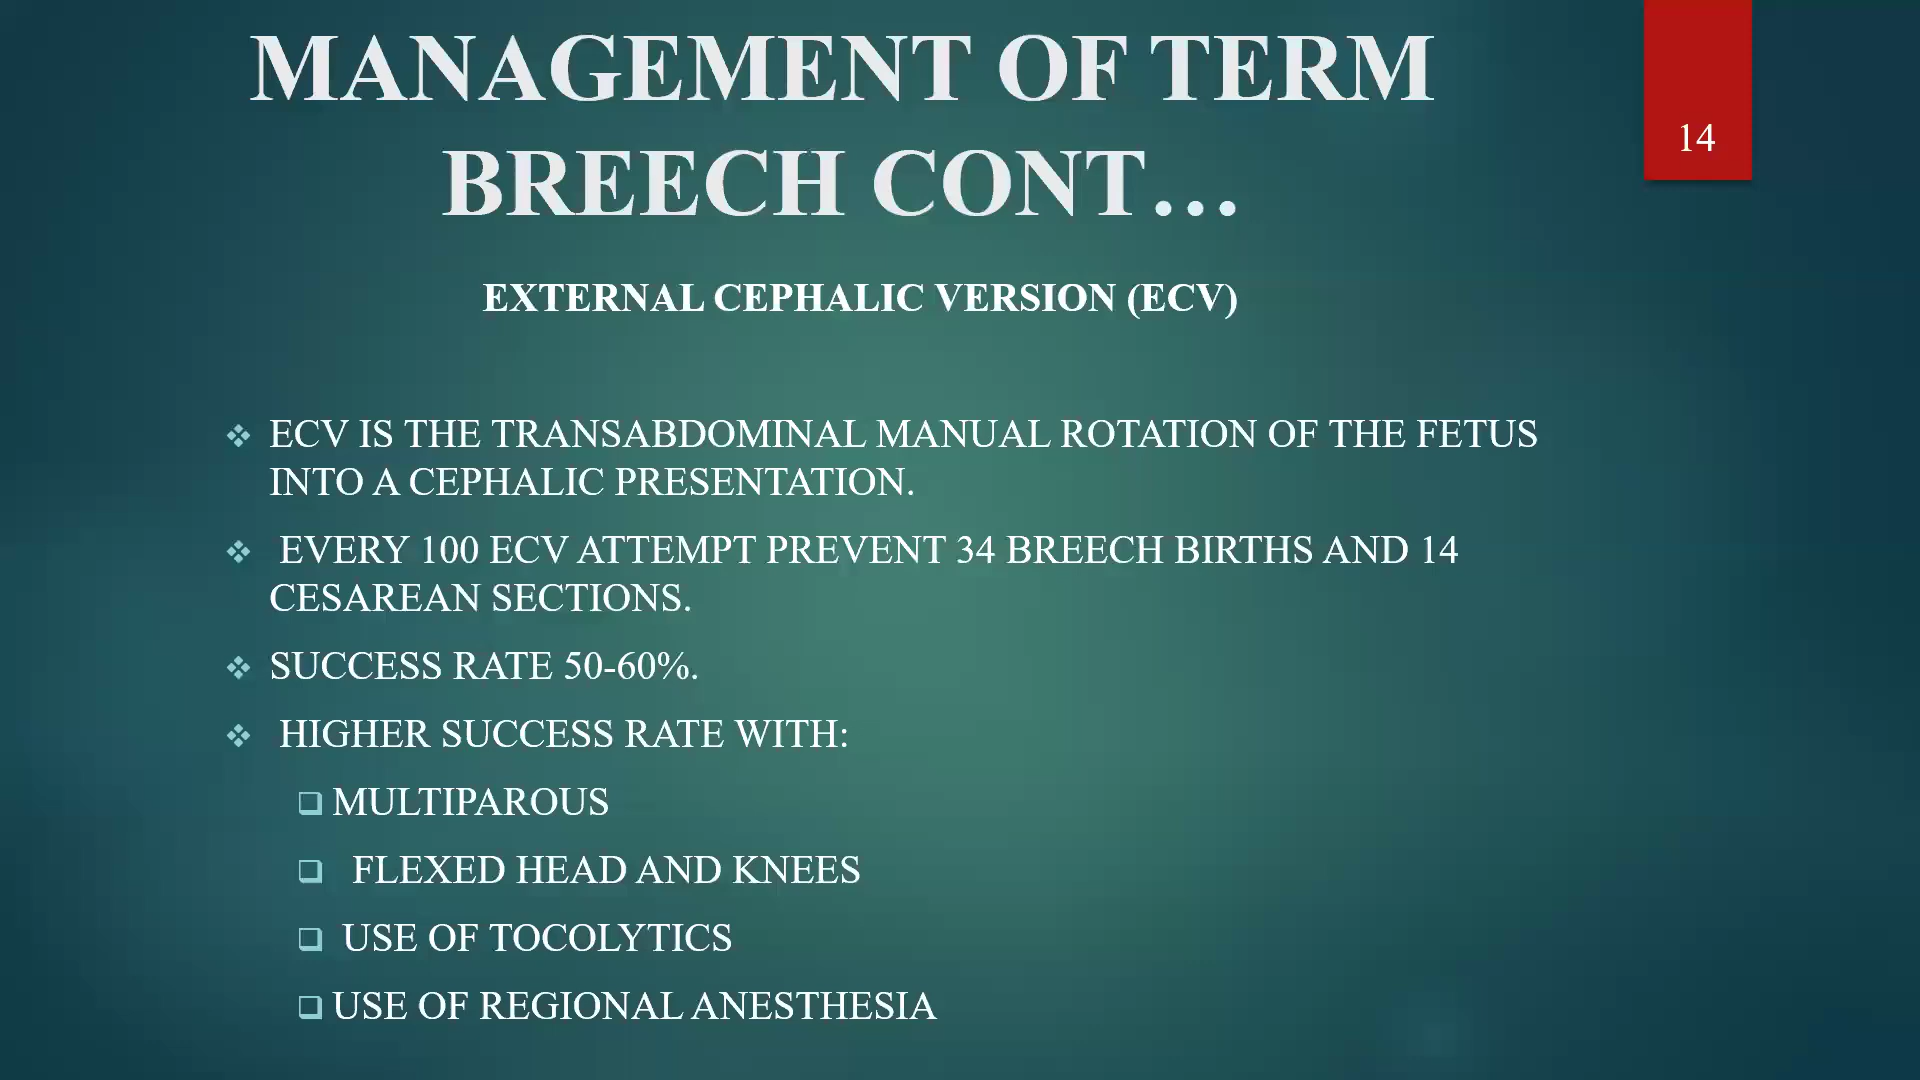 MANAGEMENT OF TERM
BREECH CONT…
14
EXTERNAL CEPHALIC VERSION (ECV)
ECV IS THE TRANSABDOMINAL MANUAL ROTATION OF THE FETUS
INTO A CEPHALIC PRESENTATION.
EVERY 100 ECV ATTEMPT PREVENT 34 BREECH BIRTHS AND 14
CESAREAN SECTIONS.
SUCCESS RATE 50-60%.
HIGHER SUCCESS RATE WITH:
MULTIPAROUS
FLEXED HEAD AND KNEES
USE OF TOCOLYTICS
USE OF REGIONAL ANESTHESIA